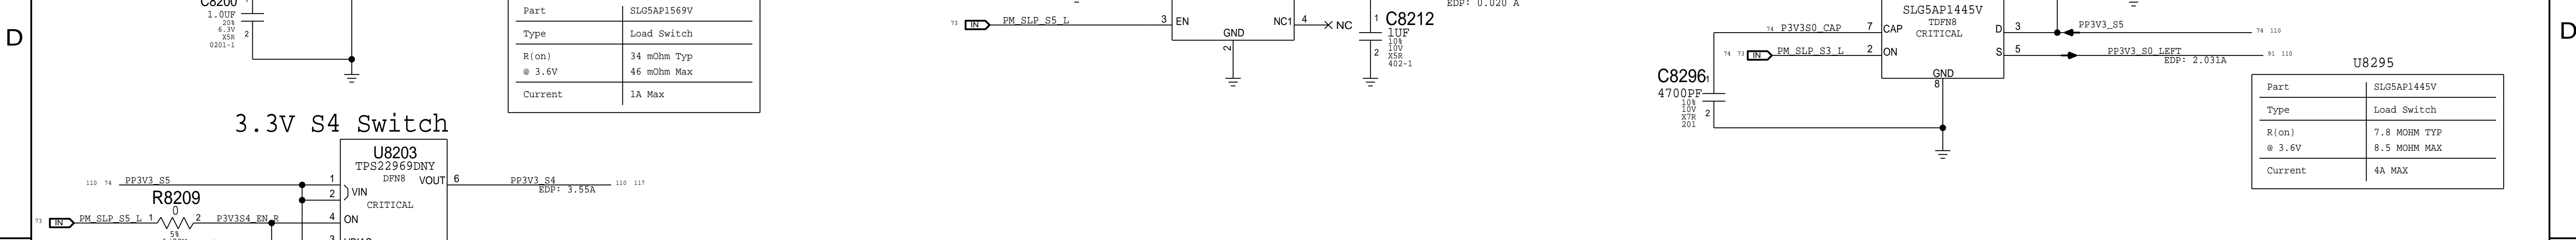 D
C8200
1.0UF
20%
6.3V
X5R
0201-1
2
Part SLG5AP1569V
Type Load Switch
R(on) 34 mOhm Typ
@ 3.6V 46 mOhm Max
Current 1A Max
73 IN PM_SLP_S5_L 3 EN
GND
2
NC1 4 NC
1
C8212
1UF
10%
10V
X5R
402-1
2
EDP: 0.020 A
SLG5AP1445V
TDFN8
CRITICAL
74 P3V3S0_CAP 7 CAP
74 73 IN PM_SLP_S3_L 2 ON
GND
8
D 3 PP3V3_S5 74 110
S 5 PP3V3_S0_LEFT 91 110
EDP: 2.031A
C8296
1
4700PF
10%
10V
X7R
201
2
U8295
Part SLG5AP1445V
Type Load Switch
R(on) 7.8 MOHM TYP
@ 3.6V 8.5 MOHM MAX
Current 4A MAX
D
3.3V S4 Switch
U8203
TPS22969DNY
DFN8
CRITICAL
110 74 PP3V3_S5 1
2 VIN
VOUT 6 PP3V3_S4 110 117
EDP: 3.55A
R8209
0
73 IN PM_SLP_S5_L 1 2 P3V3S4_EN_R 4 ON
5%
3